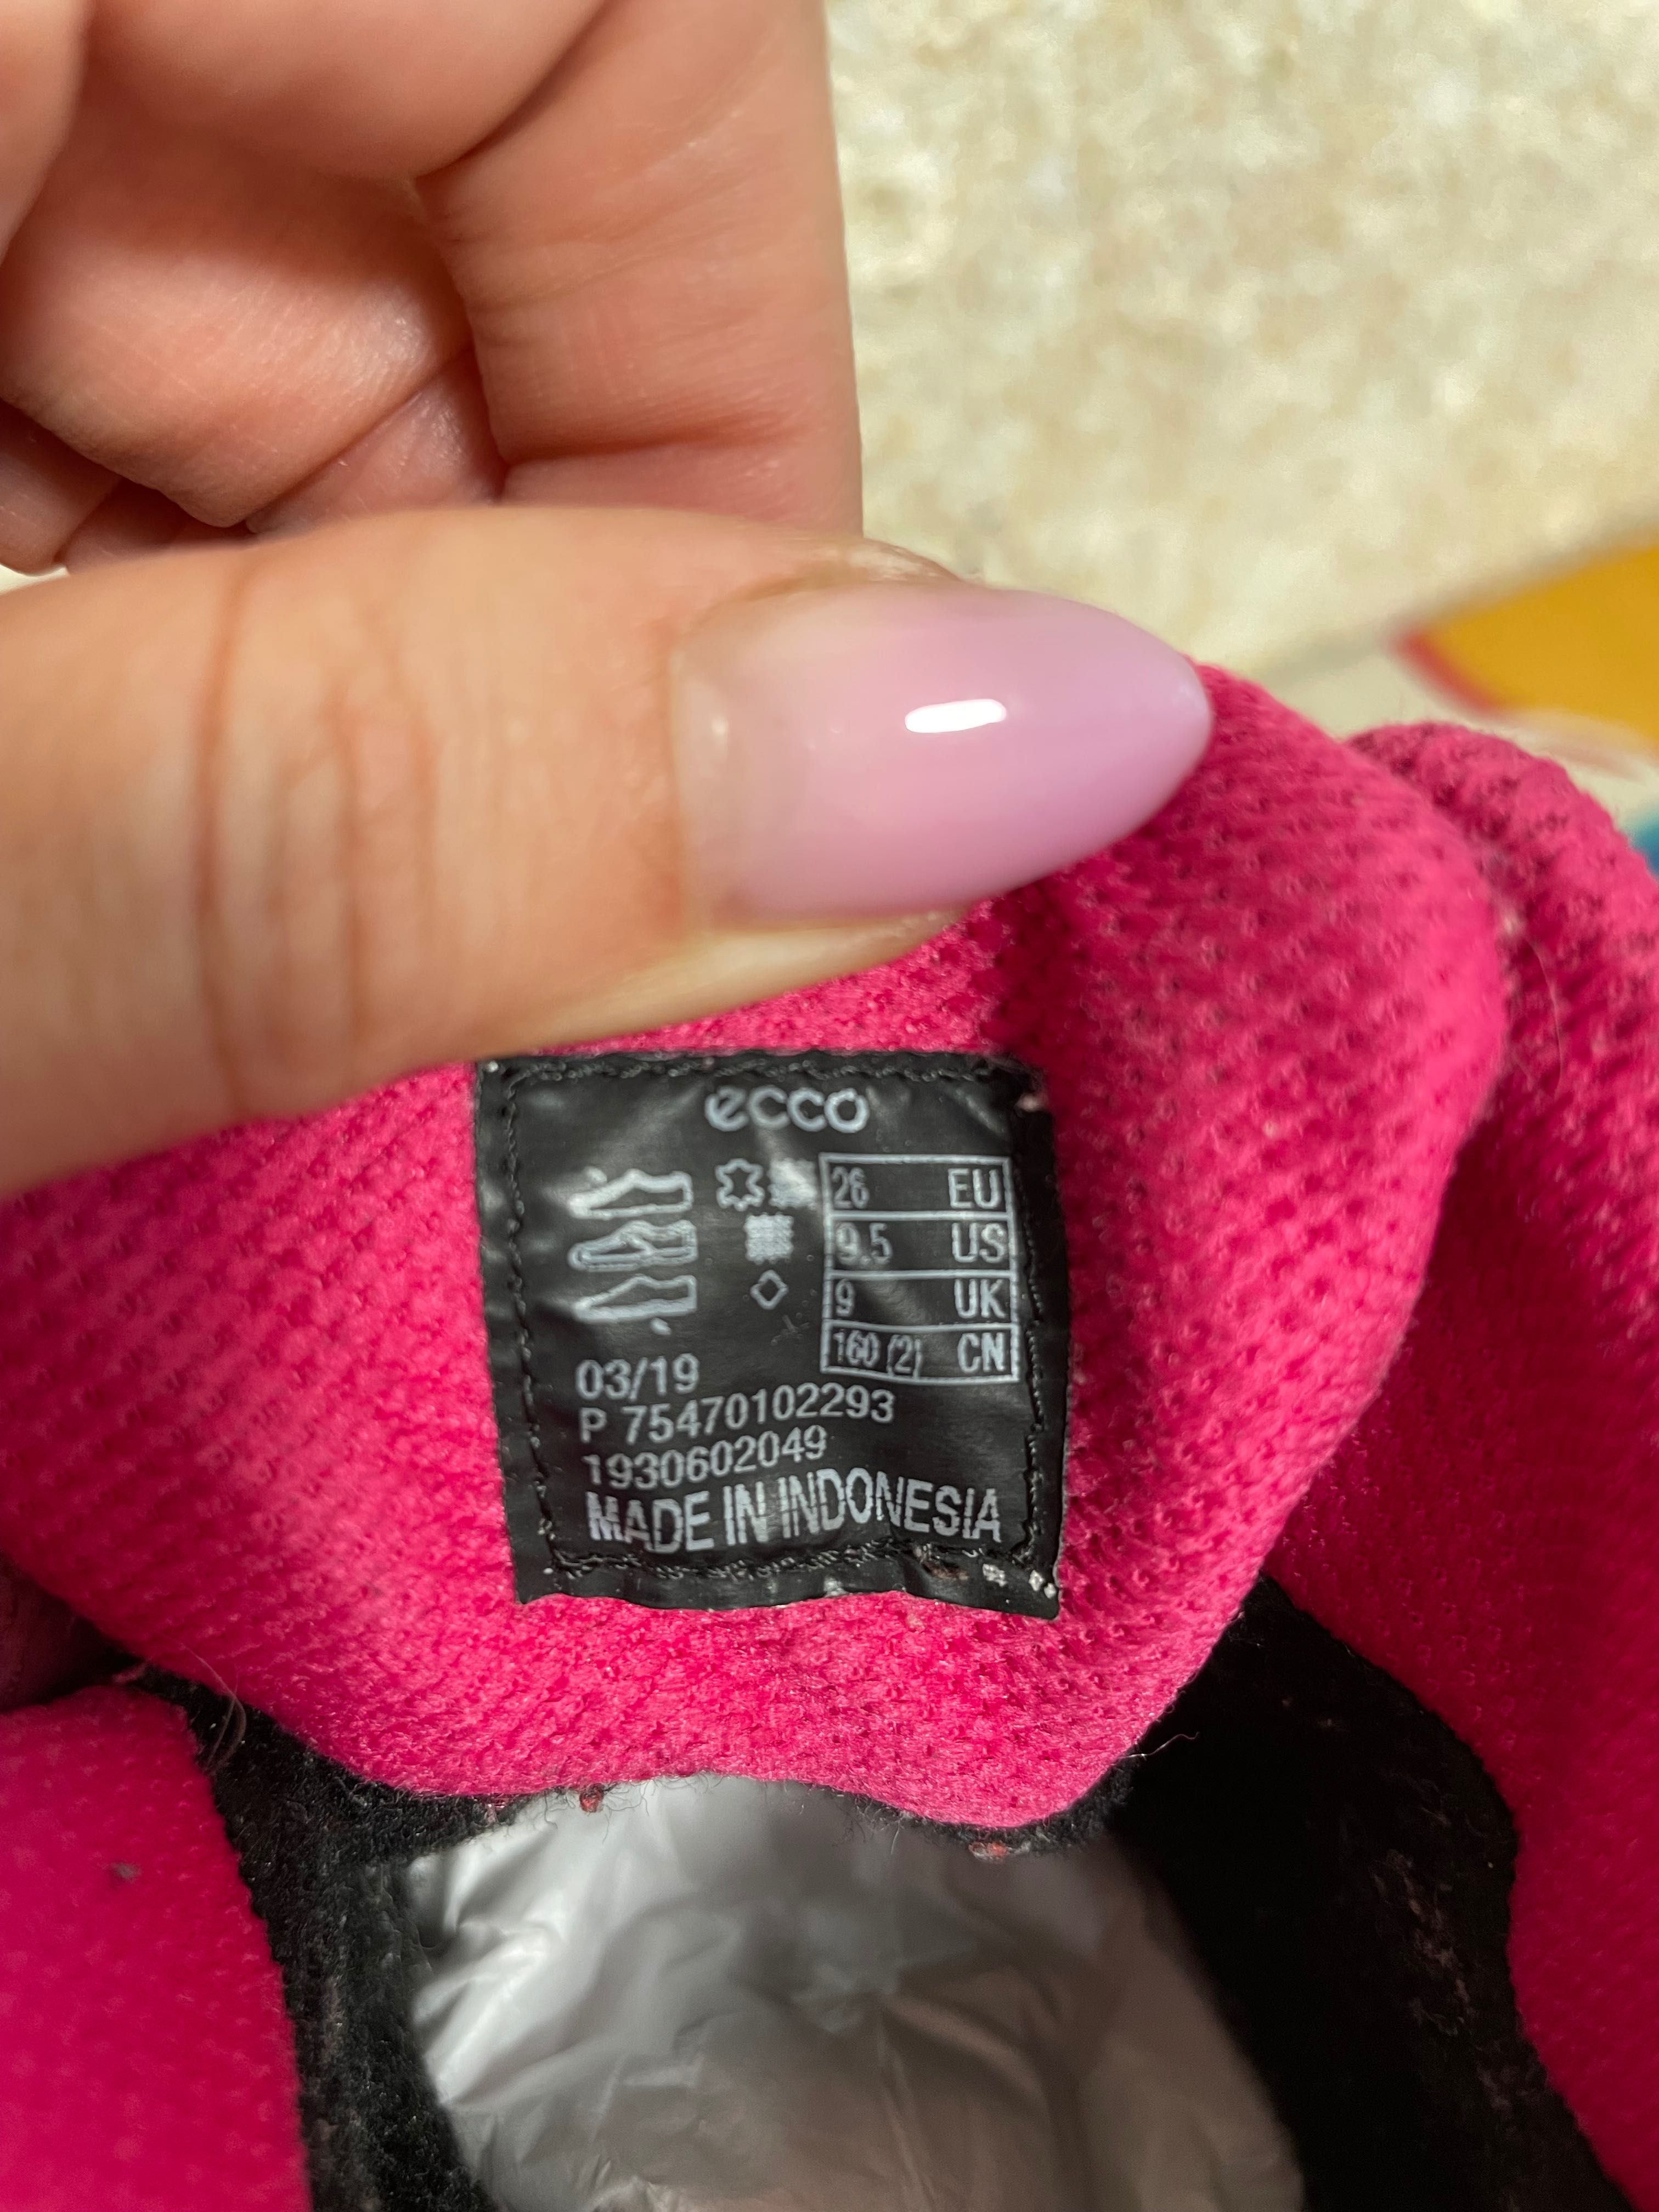 ecco
26 EU
9.5 US
9 UK
160 (2) CN
03/19
P 75470102293
1930602049
MADE IN INDONESIA